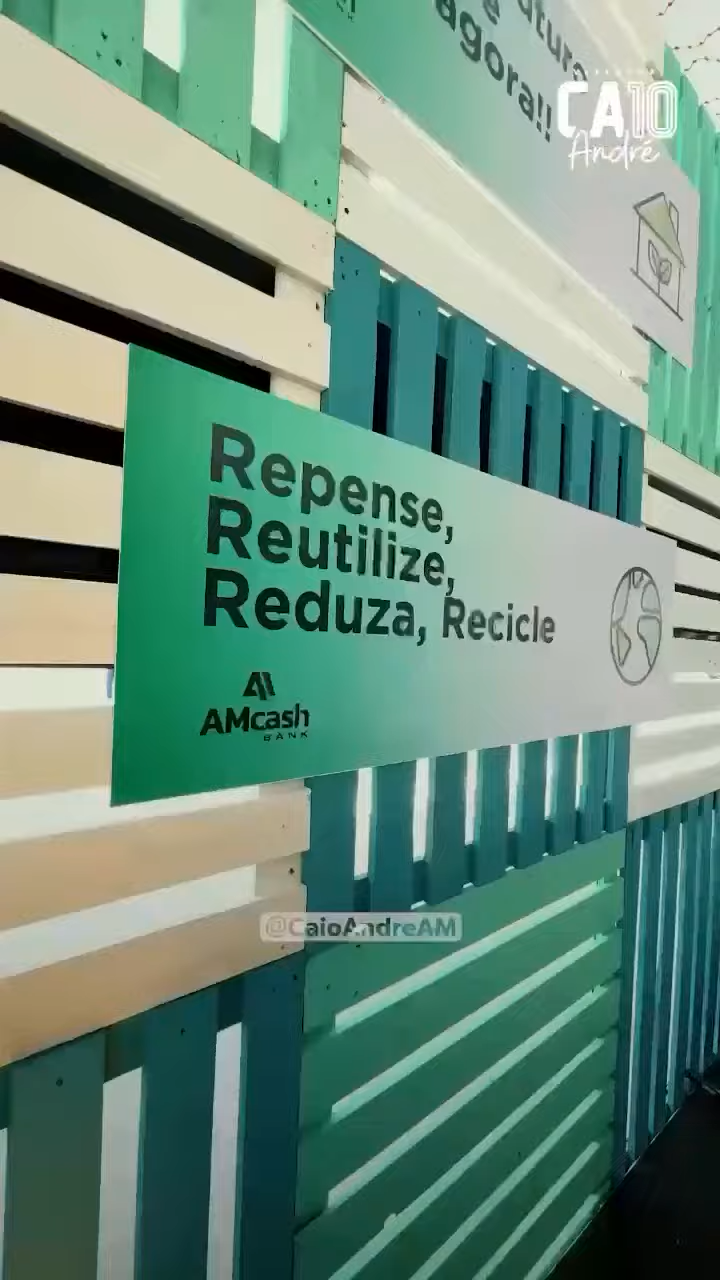 agora!!
CA10
André
Repense,
Reutilize,
Reduza, Recicle
AMcash
BANK
@CaioAndreAM